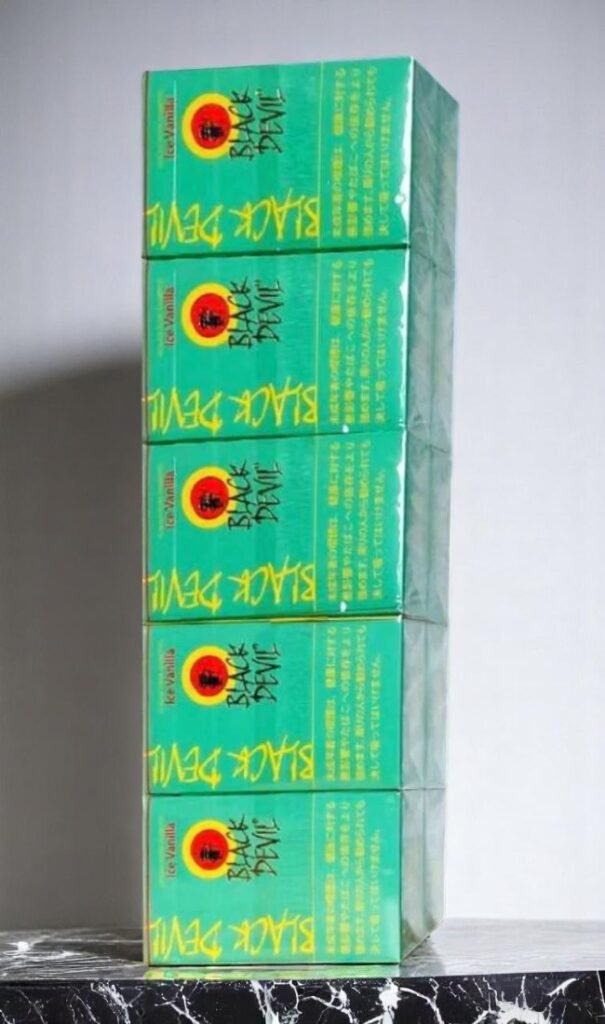 Ice Vanilla
BLACK
DEVIL
BLACK DEVIL
未成年者の喫煙は、健康に対する
悪影響やたばこへの依存をより
強めます。周りの人から勧められても
決して吸ってはいけません。
Ice Vanilla
BLACK
DEVIL
BLACK DEVIL
未成年者の喫煙は、健康に対する
悪影響やたばこへの依存をより
強めます。周りの人から勧められても
決して吸ってはいけません。
Ice Vanilla
BLACK
DEVIL
BLACK DEVIL
未成年者の喫煙は、健康に対する
悪影響やたばこへの依存をより
強めます。周りの人から勧められても
決して吸ってはいけません。
Ice Vanilla
BLACK
DEVIL
BLACK DEVIL
未成年者の喫煙は、健康に対する
悪影響やたばこへの依存をより
強めます。周りの人から勧められても
決して吸ってはいけません。
Ice Vanilla
BLACK
DEVIL
BLACK DEVIL
未成年者の喫煙は、健康に対する
悪影響やたばこへの依存をより
強めます。周りの人から勧められても
決して吸ってはいけません。